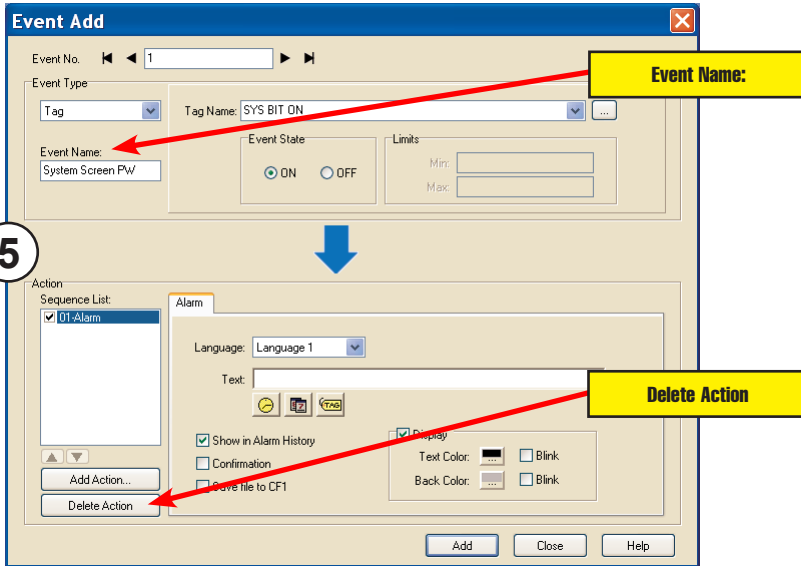 Event Add
Event No. 1
Event Type
Tag
Tag Name: SYS BIT ON ...
Event Name:
Event Name:
System Screen PW
Event State
ON OFF
Limits
Min:
Max:
5
Action
Sequence List:
01-Alarm
Alarm
Language: Language 1
Text:
TAG
Delete Action
Show in Alarm History
Confirmation
Save file to CF1
Display
Text Color: ... Blink
Back Color: ... Blink
Add Action...
Delete Action
Add Close Help